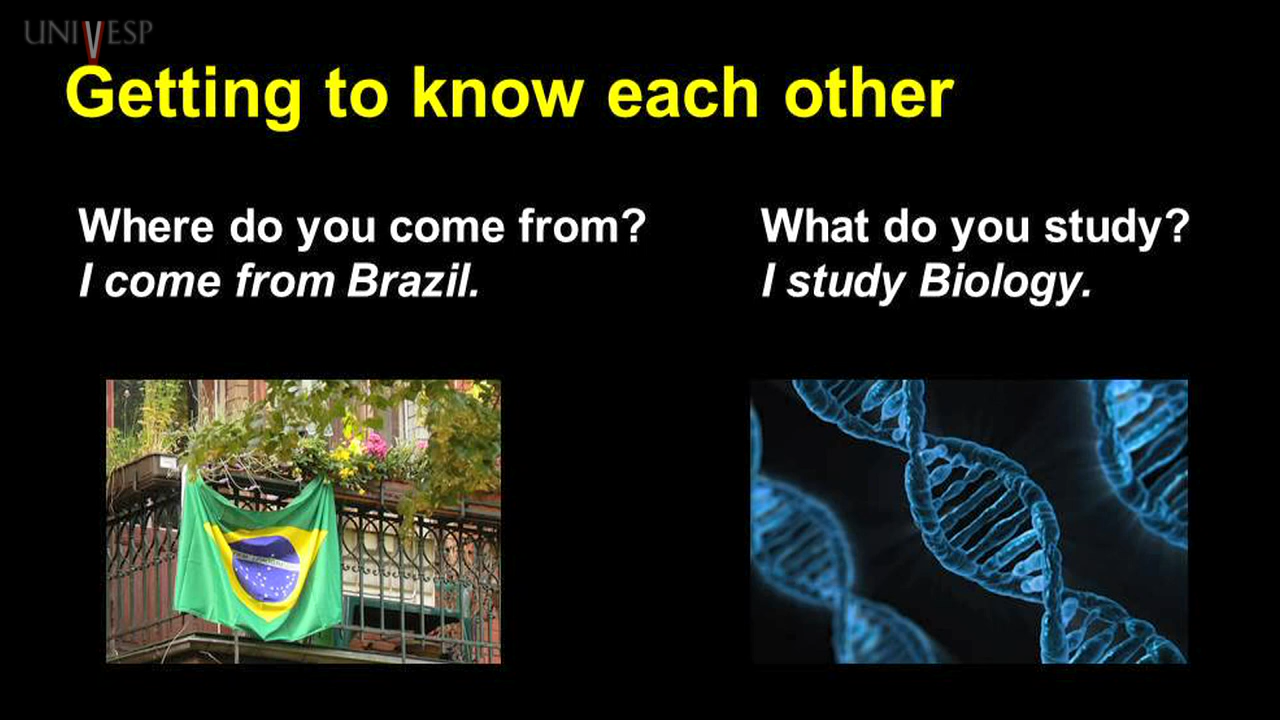 UNIVESP
Getting to know each other
Where do you come from?
I come from Brazil.
What do you study?
I study Biology.